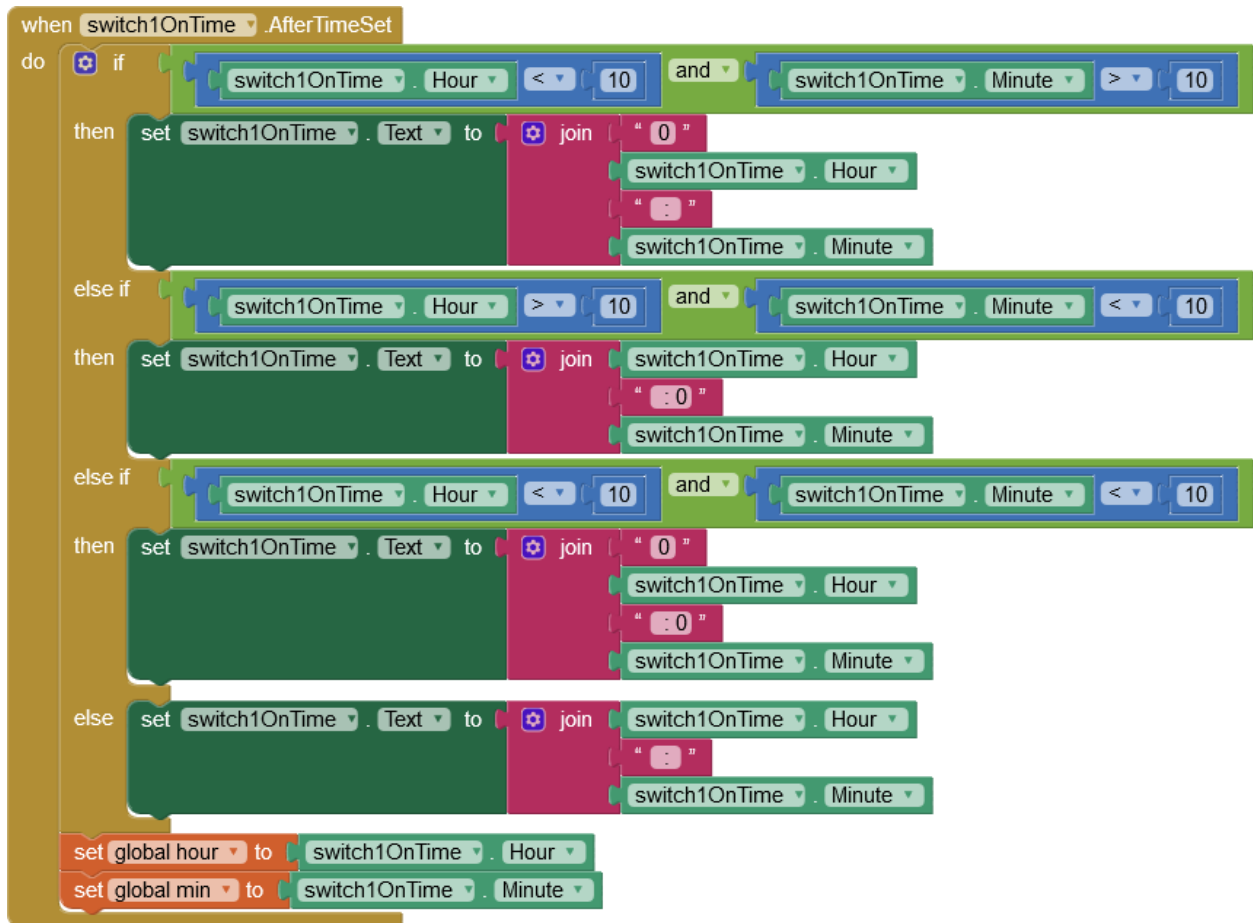 when switch1OnTime .AfterTimeSet
do if switch1OnTime . Hour < 10 and switch1OnTime . Minute > 10
then set switch1OnTime . Text to join " 0 "
switch1OnTime . Hour
" : "
switch1OnTime . Minute
else if switch1OnTime . Hour > 10 and switch1OnTime . Minute < 10
then set switch1OnTime . Text to join switch1OnTime . Hour
" : 0 "
switch1OnTime . Minute
else if switch1OnTime . Hour < 10 and switch1OnTime . Minute < 10
then set switch1OnTime . Text to join " 0 "
switch1OnTime . Hour
" : 0 "
switch1OnTime . Minute
else set switch1OnTime . Text to join switch1OnTime . Hour
" : "
switch1OnTime . Minute
set global hour to switch1OnTime . Hour
set global min to switch1OnTime . Minute